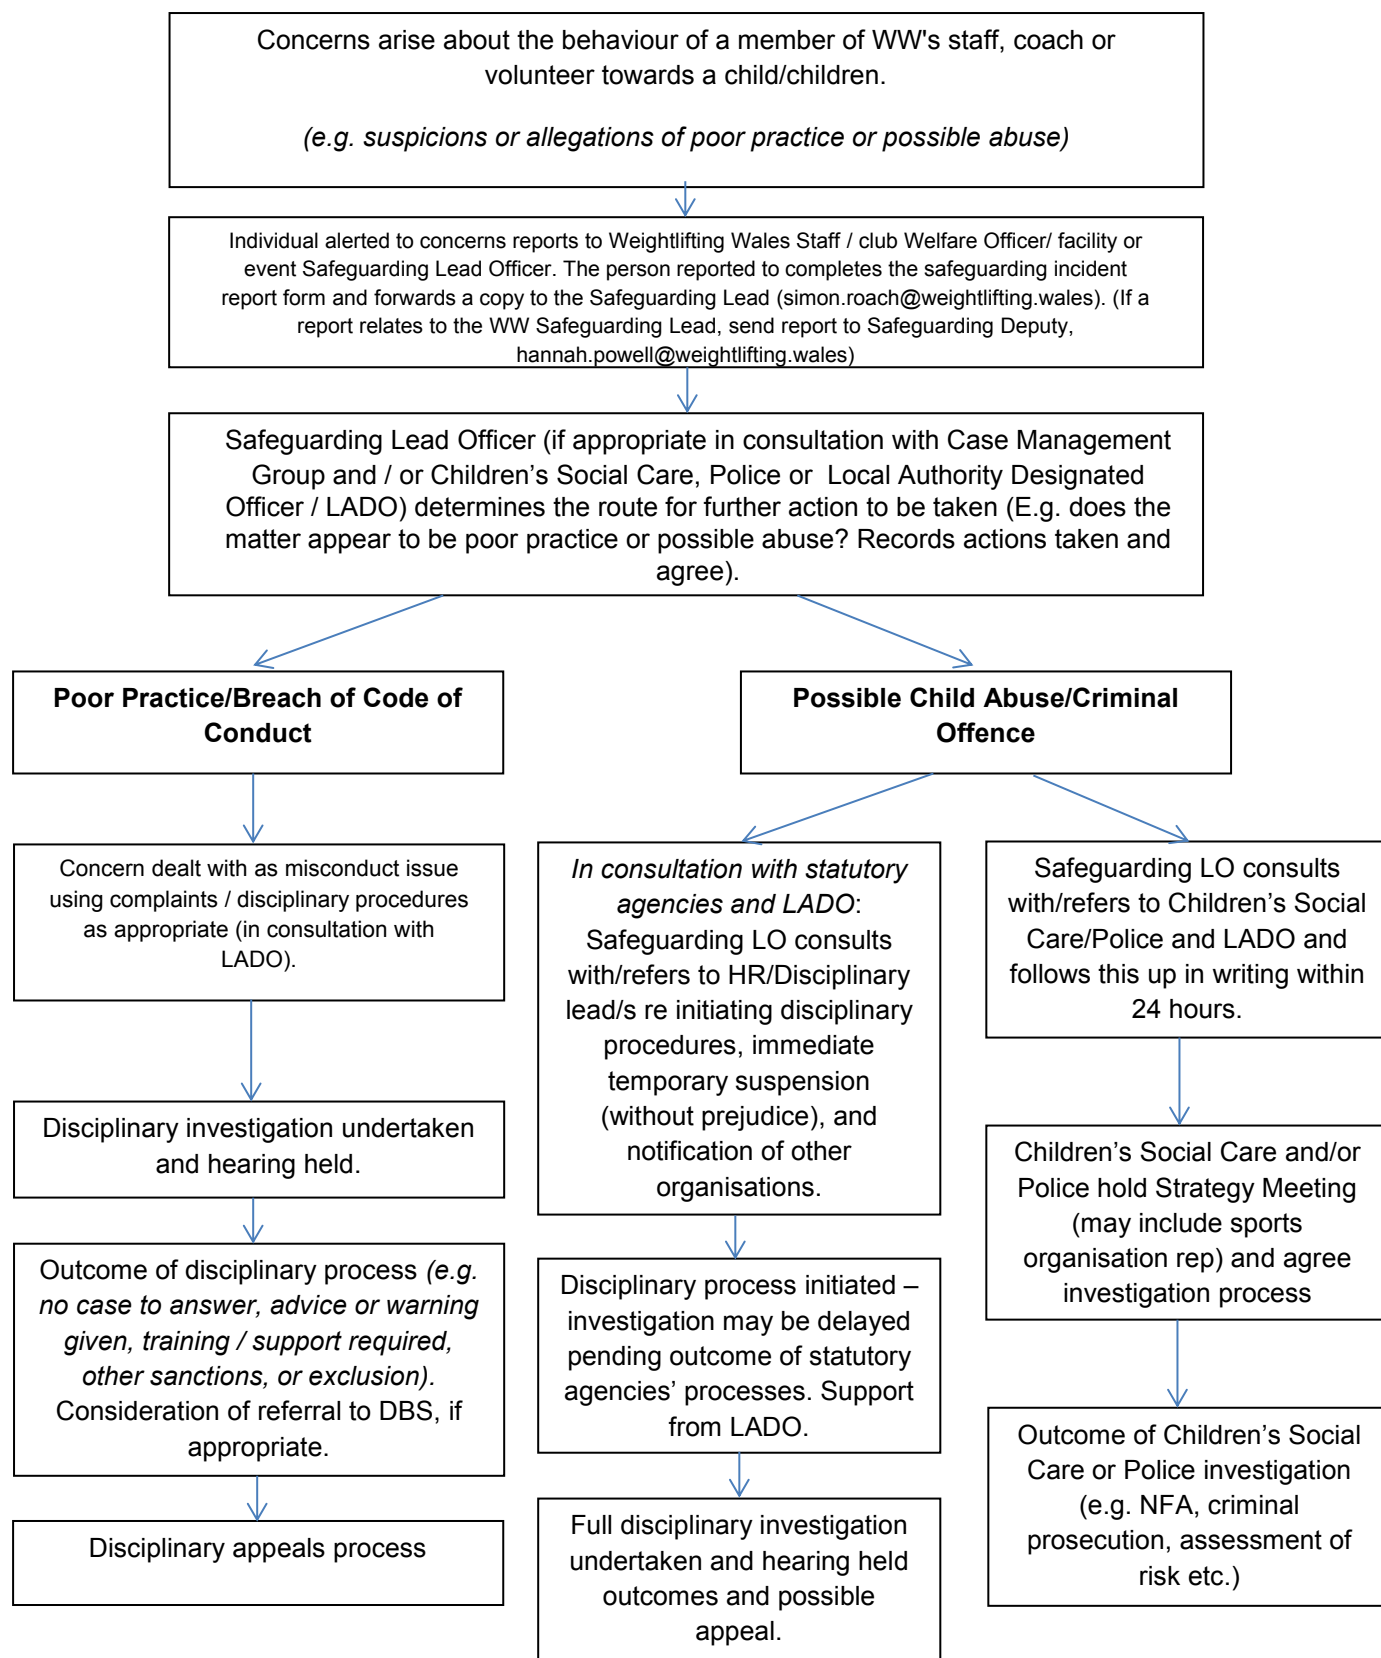 Concerns arise about the behaviour of a member of WW's staff, coach or
volunteer towards a child/children.
(e.g. suspicions or allegations of poor practice or possible abuse)
Individual alerted to concerns reports to Weightlifting Wales Staff / club Welfare Officer/ facility or
event Safeguarding Lead Officer. The person reported to completes the safeguarding incident
report form and forwards a copy to the Safeguarding Lead (simon.roach@weightlifting.wales). (If a
report relates to the WW Safeguarding Lead, send report to Safeguarding Deputy,
hannah.powell@weightlifting.wales)
Safeguarding Lead Officer (if appropriate in consultation with Case Management
Group and / or Children’s Social Care, Police or Local Authority Designated
Officer / LADO) determines the route for further action to be taken (E.g. does the
matter appear to be poor practice or possible abuse? Records actions taken and
agree).
Poor Practice/Breach of Code of
Conduct
Concern dealt with as misconduct issue
using complaints / disciplinary procedures
as appropriate (in consultation with
LADO).
Disciplinary investigation undertaken
and hearing held.
Outcome of disciplinary process (e.g.
no case to answer, advice or warning
given, training / support required,
other sanctions, or exclusion).
Consideration of referral to DBS, if
appropriate.
Disciplinary appeals process
Possible Child Abuse/Criminal
Offence
In consultation with statutory
agencies and LADO:
Safeguarding LO consults
with/refers to HR/Disciplinary
lead/s re initiating disciplinary
procedures, immediate
temporary suspension
(without prejudice), and
notification of other
organisations.
Disciplinary process initiated –
investigation may be delayed
pending outcome of statutory
agencies’ processes. Support
from LADO.
Full disciplinary investigation
undertaken and hearing held
outcomes and possible
appeal.
Safeguarding LO consults
with/refers to Children’s Social
Care/Police and LADO and
follows this up in writing within
24 hours.
Children’s Social Care and/or
Police hold Strategy Meeting
(may include sports
organisation rep) and agree
investigation process
Outcome of Children’s Social
Care or Police investigation
(e.g. NFA, criminal
prosecution, assessment of
risk etc.)